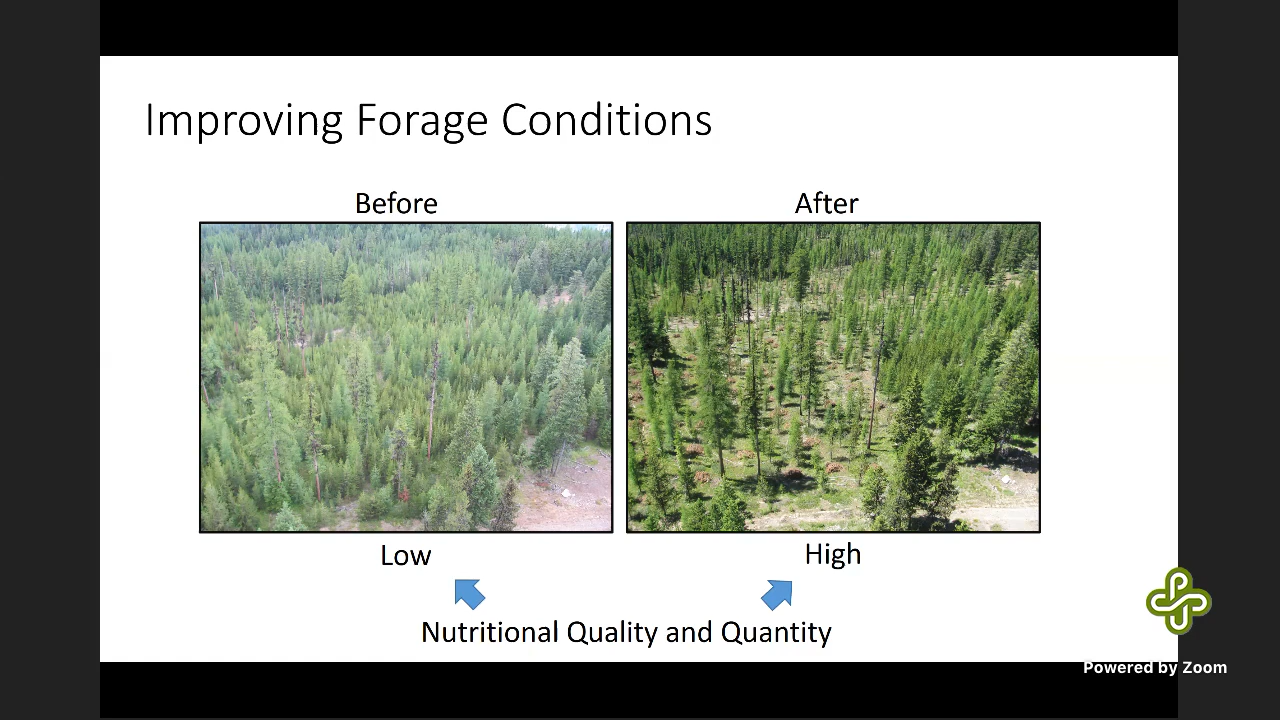 Improving Forage Conditions
Before
After
Low
High
Nutritional Quality and Quantity
Powered by Zoom